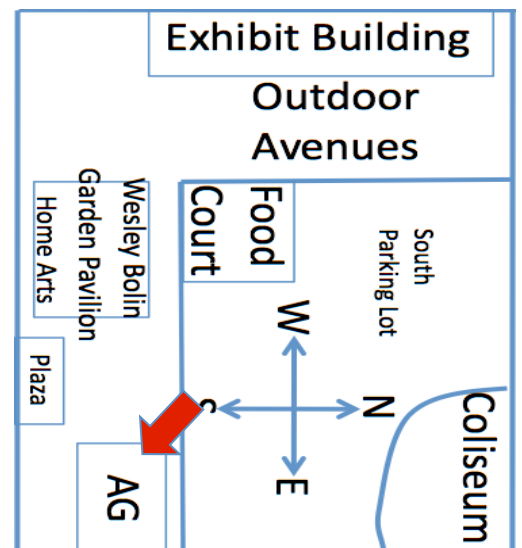 Exhibit Building
Outdoor
Avenues
Wesley Bolin
Garden Pavilion
Home Arts
Food
Court
South
Parking Lot
W
N
E
Plaza
AG
Coliseum